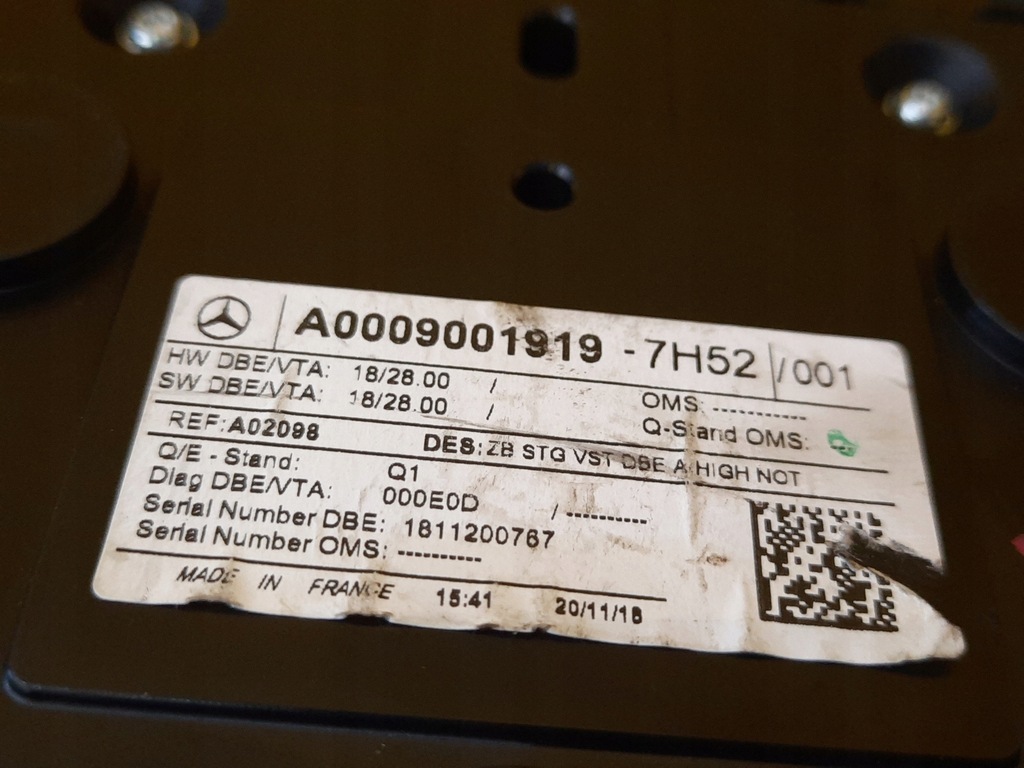 A0009001919 - 7H52 /001
HW DBE/VTA: 18/28.00 / OMS: -----------
SW DBE/VTA: 18/28.00 / Q-Stand OMS:
REF: A02098 DES: ZB STG VST DBE A HIGH NOT
Q/E - Stand: Q1
Diag DBE/VTA: 000E0D / ----------
Serial Number DBE: 1811200767
Serial Number OMS: ----------
MADE IN FRANCE 15:41 20/11/18